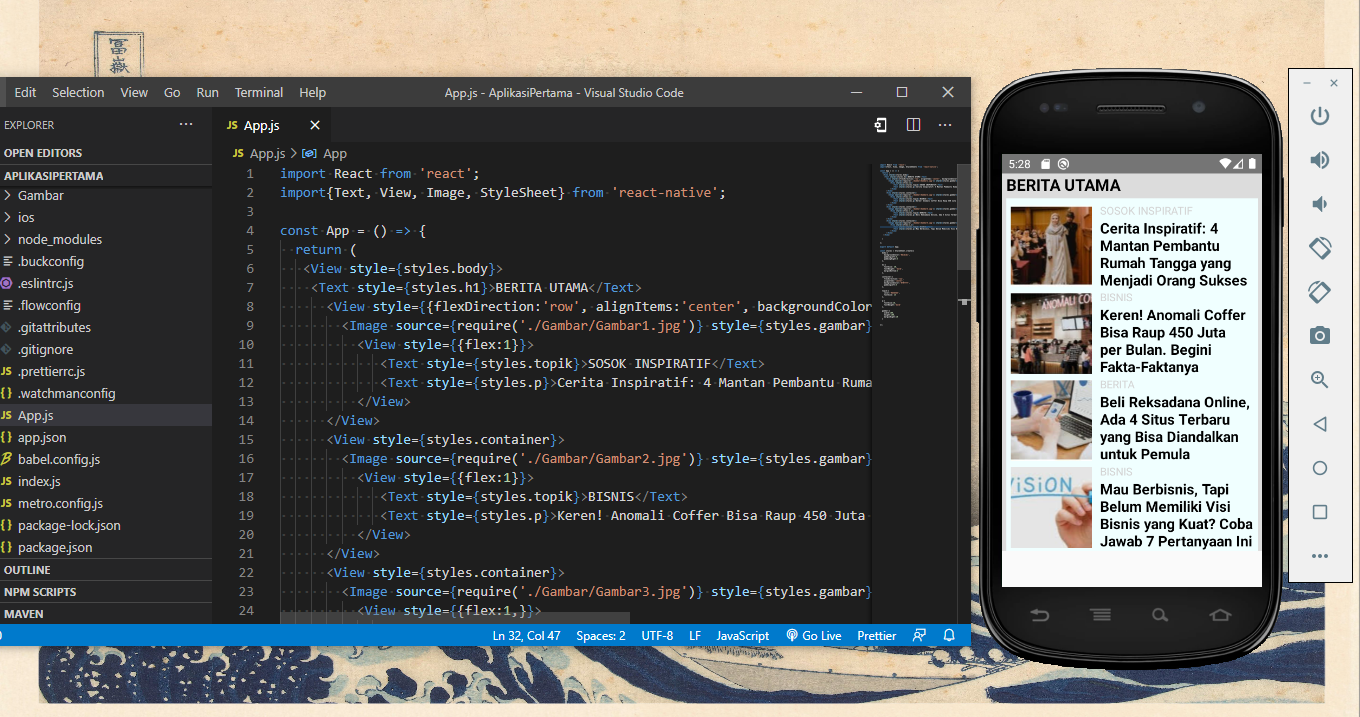 冨嶽
Edit Selection View Go Run Terminal Help
App.js - AplikasiPertama - Visual Studio Code
EXPLORER
OPEN EDITORS
APLIKASIPERTAMA
Gambar
ios
node_modules
.buckconfig
.eslintrc.js
.flowconfig
.gitattributes
.gitignore
.prettierrc.js
.watchmanconfig
JS App.js
app.json
babel.config.js
JS index.js
JS metro.config.js
package-lock.json
package.json
OUTLINE
NPM SCRIPTS
MAVEN
JS App.js
JS App.js > App
1 import React from 'react';
2 import{Text, View, Image, StyleSheet} from 'react-native';
3
4 const App = () => {
5 return (
6 <View style={styles.body}>
7 <Text style={styles.h1}>BERITA UTAMA</Text>
8 <View style={{flexDirection:'row', alignItems:'center', backgroundColor
9 <Image source={require('./Gambar/Gambar1.jpg')} style={styles.gambar}
10 <View style={{flex:1}}>
11 <Text style={styles.topik}>SOSOK INSPIRATIF</Text>
12 <Text style={styles.p}>Cerita Inspiratif: 4 Mantan Pembantu Ruma
13 </View>
14 </View>
15 <View style={styles.container}>
16 <Image source={require('./Gambar/Gambar2.jpg')} style={styles.gambar}
17 <View style={{flex:1}}>
18 <Text style={styles.topik}>BISNIS</Text>
19 <Text style={styles.p}>Keren! Anomali Coffer Bisa Raup 450 Juta
20 </View>
21 </View>
22 <View style={styles.container}>
23 <Image source={require('./Gambar/Gambar3.jpg')} style={styles.gambar}
24 <View style={{flex:1,}}>
Ln 32, Col 47 Spaces: 2 UTF-8 LF JavaScript Go Live Prettier
5:28
BERITA UTAMA
SOSOK INSPIRATIF
Cerita Inspiratif: 4
Mantan Pembantu
Rumah Tangga yang
Menjadi Orang Sukses
ANOMALI CO
BISNIS
Keren! Anomali Coffer
Bisa Raup 450 Juta
per Bulan. Begini
Fakta-Faktanya
BERITA
Beli Reksadana Online,
Ada 4 Situs Terbaru
yang Bisa Diandalkan
untuk Pemula
ViSiON
BISNIS
Mau Berbisnis, Tapi
Belum Memiliki Visi
Bisnis yang Kuat? Coba
Jawab 7 Pertanyaan Ini